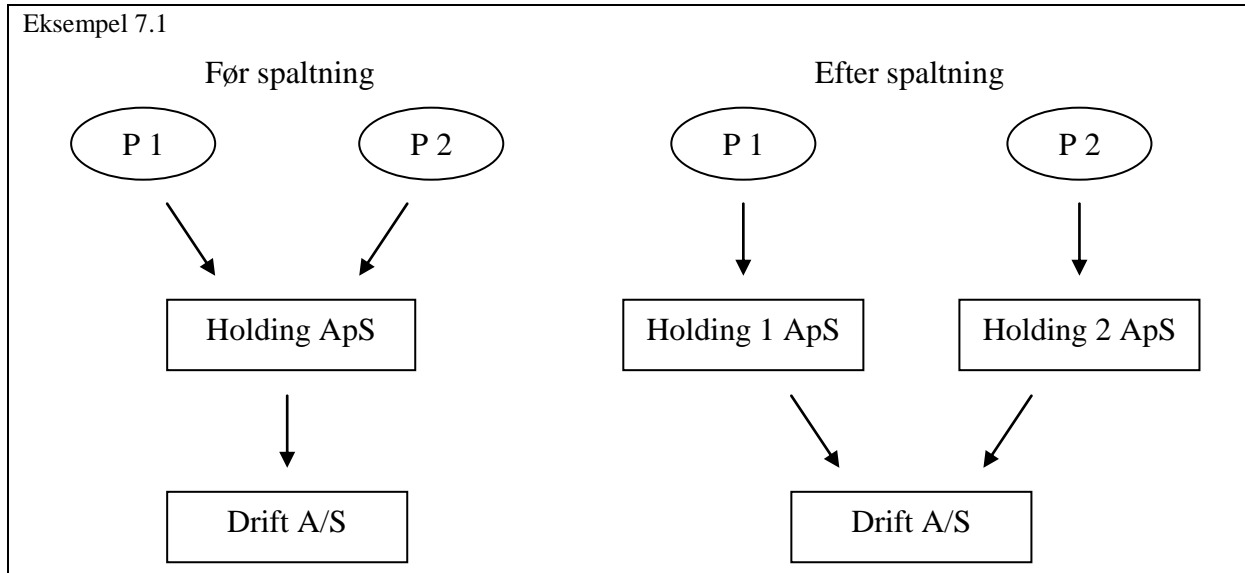 Eksempel 7.1
Før spaltning Efter spaltning
P 1 P 2 P 1 P 2
Holding ApS Holding 1 ApS Holding 2 ApS
Drift A/S Drift A/S